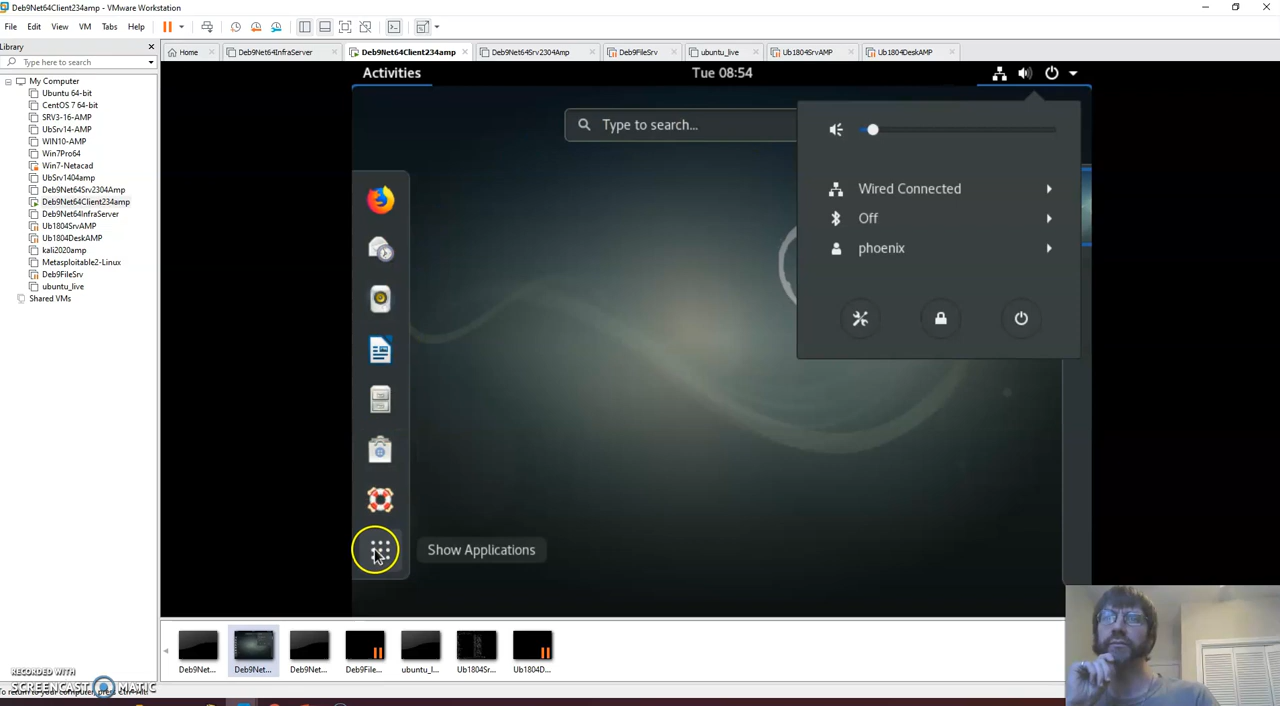 Deb9Net64Client234amp - VMware Workstation
File Edit View VM Tabs Help
Library
Type here to search...
My Computer
Ubuntu 64-bit
CentOS 7 64-bit
SRV3-16-AMP
UbSrv14-AMP
WIN10-AMP
Win7Pro64
Win7-Netacad
UbSrv1404amp
Deb9Net64Srv2304Amp
Deb9Net64Client234amp
Deb9Net64InfraServer
Ub1804SrvAMP
Ub1804DeskAMP
kali2020amp
Metasploitable2-Linux
Deb9FileSrv
ubuntu_live
Shared VMs
Home Deb9Net64InfraServer Deb9Net64Client234amp Deb9Net64Srv2304Amp Deb9FileSrv ubuntu_live Ub1804SrvAMP Ub1804DeskAMP
Activities Tue 08:54
Type to search...
Wired Connected
Off
phoenix
Show Applications
Deb9Net... Deb9Net... Deb9Net... Deb9File... ubuntu_l... Ub1804Sr... Ub1804D...
RECORDED WITH
SCREENCAST MATIC